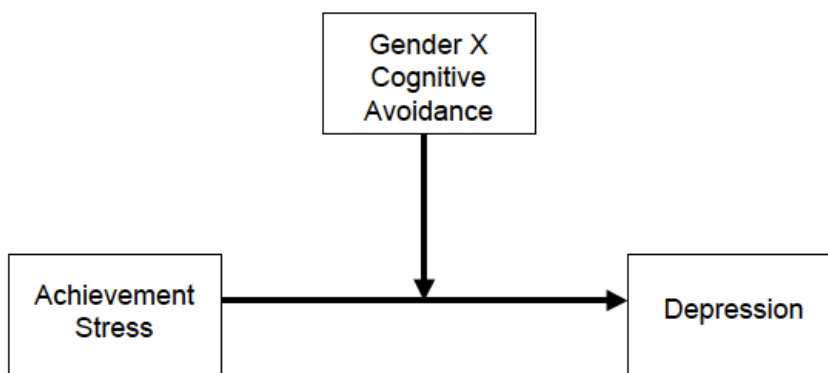 Gender X
Cognitive
Avoidance
Achievement
Stress
Depression